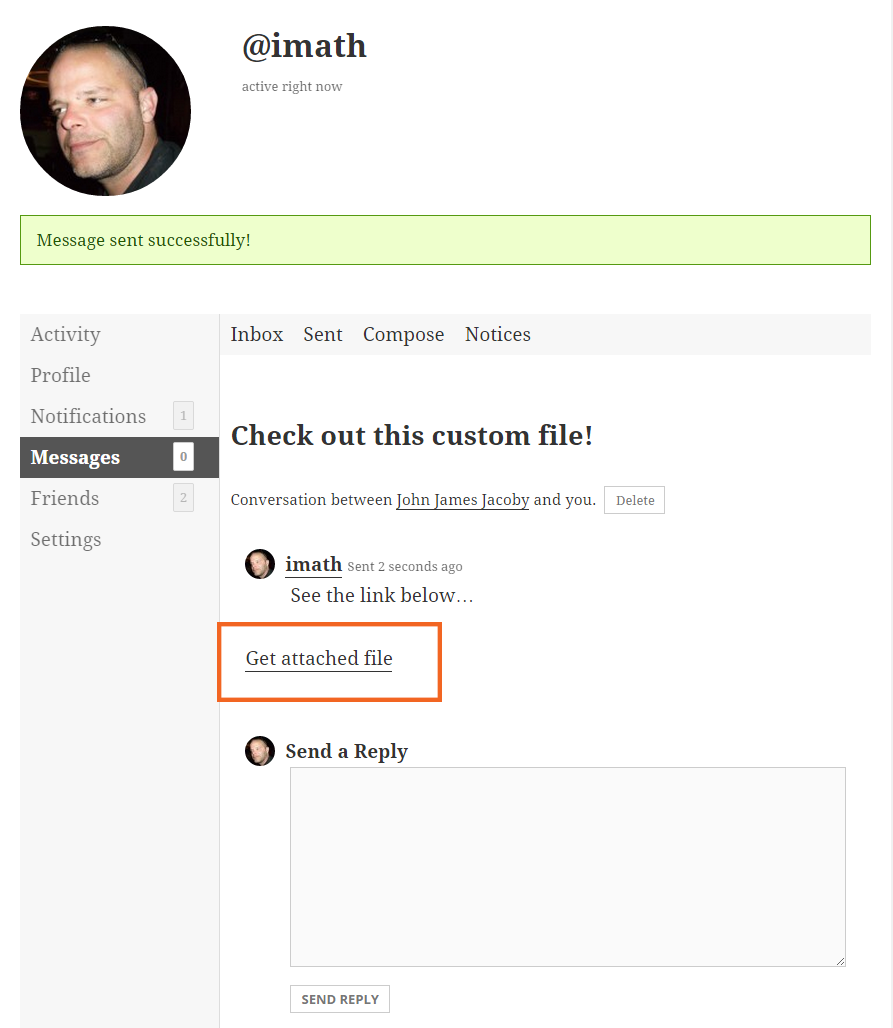 @imath
active right now
Message sent successfully!
Activity
Profile
Notifications 1
Messages 0
Friends 2
Settings
Inbox Sent Compose Notices
Check out this custom file!
Conversation between John James Jacoby and you. Delete
imath Sent 2 seconds ago
See the link below…
Get attached file
Send a Reply
SEND REPLY